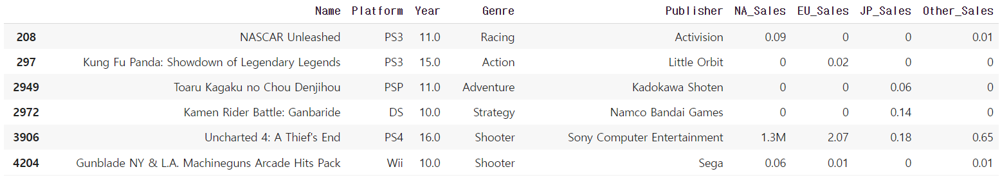 Name Platform Year Genre Publisher NA_Sales EU_Sales JP_Sales Other_Sales
208 NASCAR Unleashed PS3 11.0 Racing Activision 0.09 0 0 0.01
297 Kung Fu Panda: Showdown of Legendary Legends PS3 15.0 Action Little Orbit 0 0.02 0 0
2949 Toaru Kagaku no Chou Denjihou PSP 11.0 Adventure Kadokawa Shoten 0 0 0.06 0
2972 Kamen Rider Battle: Ganbaride DS 10.0 Strategy Namco Bandai Games 0 0 0.14 0
3906 Uncharted 4: A Thief's End PS4 16.0 Shooter Sony Computer Entertainment 1.3M 2.07 0.18 0.65
4204 Gunblade NY & L.A. Machineguns Arcade Hits Pack Wii 10.0 Shooter Sega 0.06 0.01 0 0.01